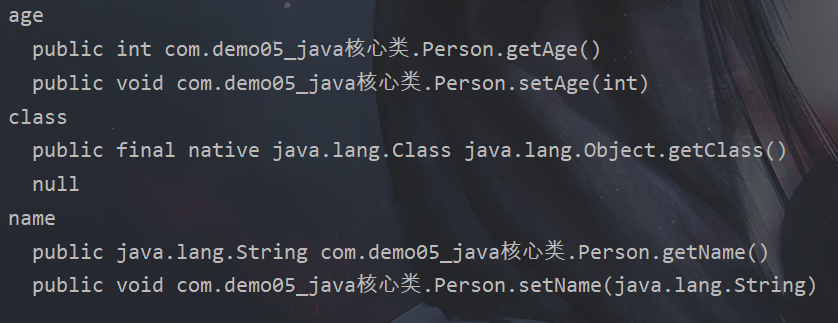 age
  public int com.demo05_java核心类.Person.getAge()
  public void com.demo05_java核心类.Person.setAge(int)
class
  public final native java.lang.Class java.lang.Object.getClass()
  null
name
  public java.lang.String com.demo05_java核心类.Person.getName()
  public void com.demo05_java核心类.Person.setName(java.lang.String)